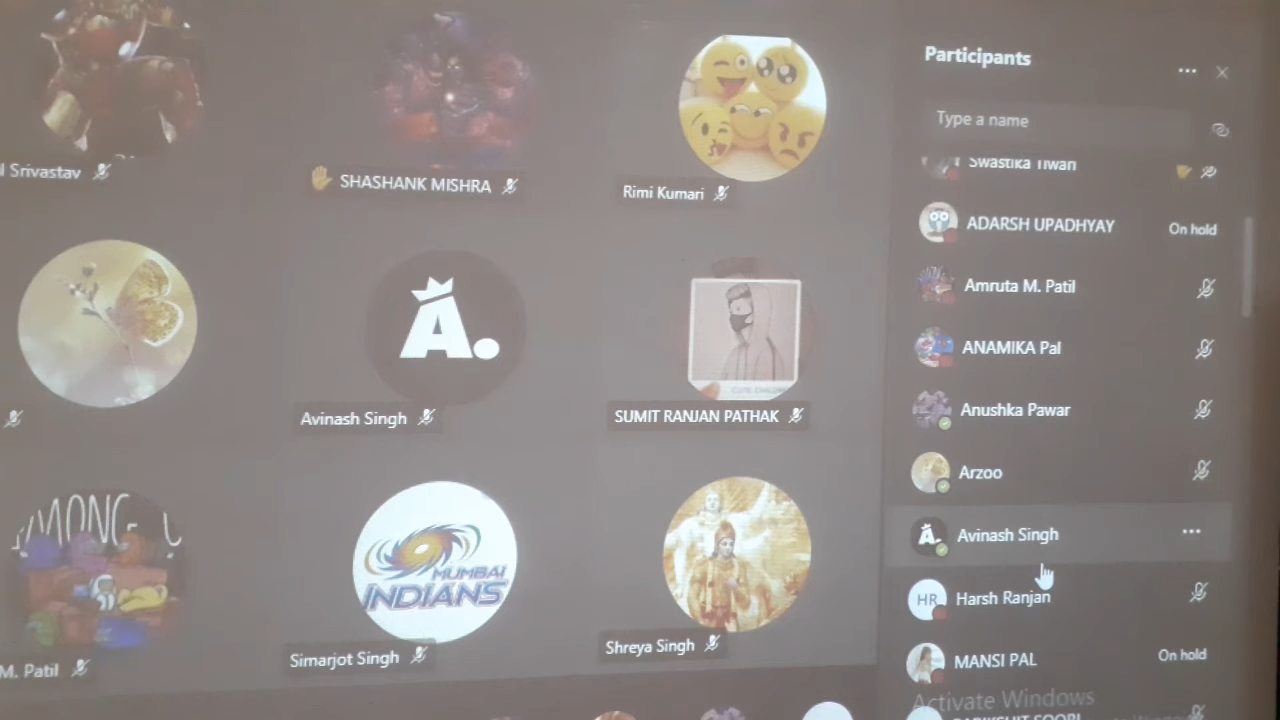 Participants
Type a name
l Srivastav
SHASHANK MISHRA
Rimi Kumari
Swastika Tiwari
ADARSH UPADHYAY
On hold
Amruta M. Patil
ANAMIKA Pal
A.
Avinash Singh
SUMIT RANJAN PATHAK
Anushka Pawar
Arzoo
A.
Avinash Singh
AMONG U
MUMBAI
INDIANS
HR
Harsh Ranjan
M. Patil
Simarjot Singh
Shreya Singh
MANSI PAL
On hold
Activate Windows